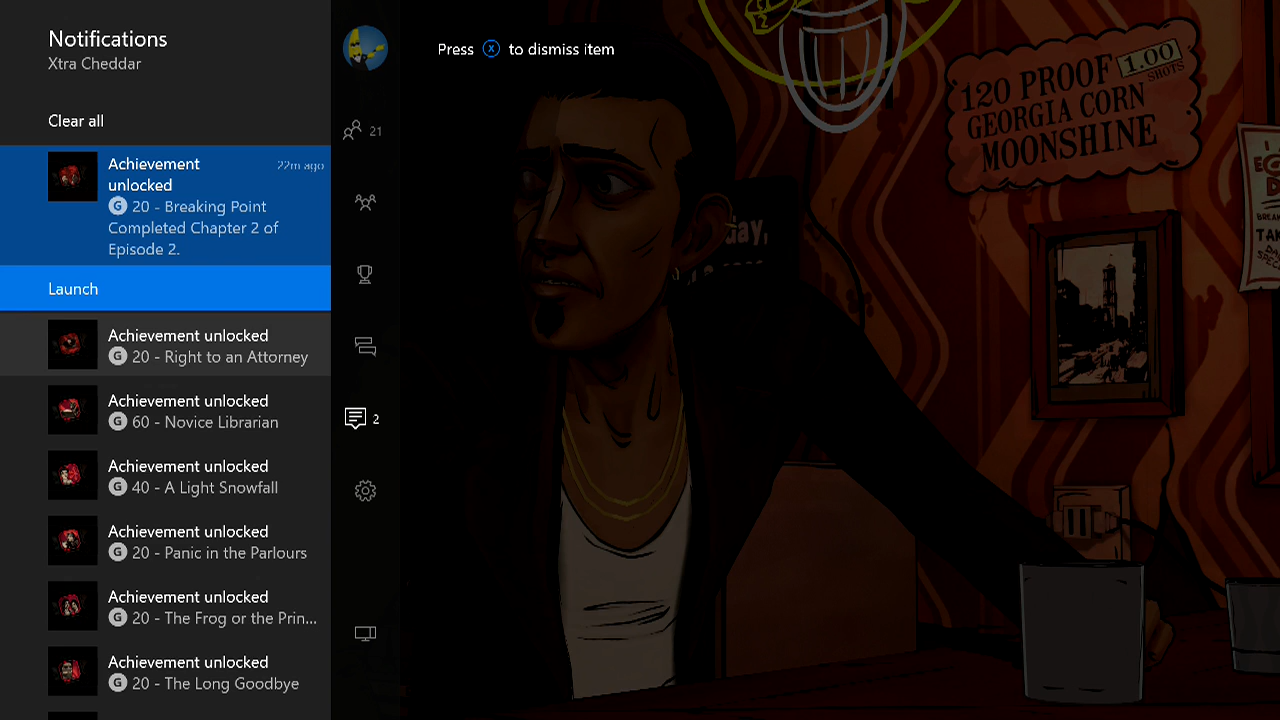 Notifications
Xtra Cheddar
Clear all
Achievement
unlocked
22m ago
G 20 - Breaking Point
Completed Chapter 2 of
Episode 2.
Launch
Achievement unlocked
G 20 - Right to an Attorney
Achievement unlocked
G 60 - Novice Librarian
Achievement unlocked
G 40 - A Light Snowfall
Achievement unlocked
G 20 - Panic in the Parlours
Achievement unlocked
G 20 - The Frog or the Prin...
Achievement unlocked
G 20 - The Long Goodbye
21
2
Press X to dismiss item
120 PROOF
1.00
SHOTS
GEORGIA CORN
MOONSHINE
day,